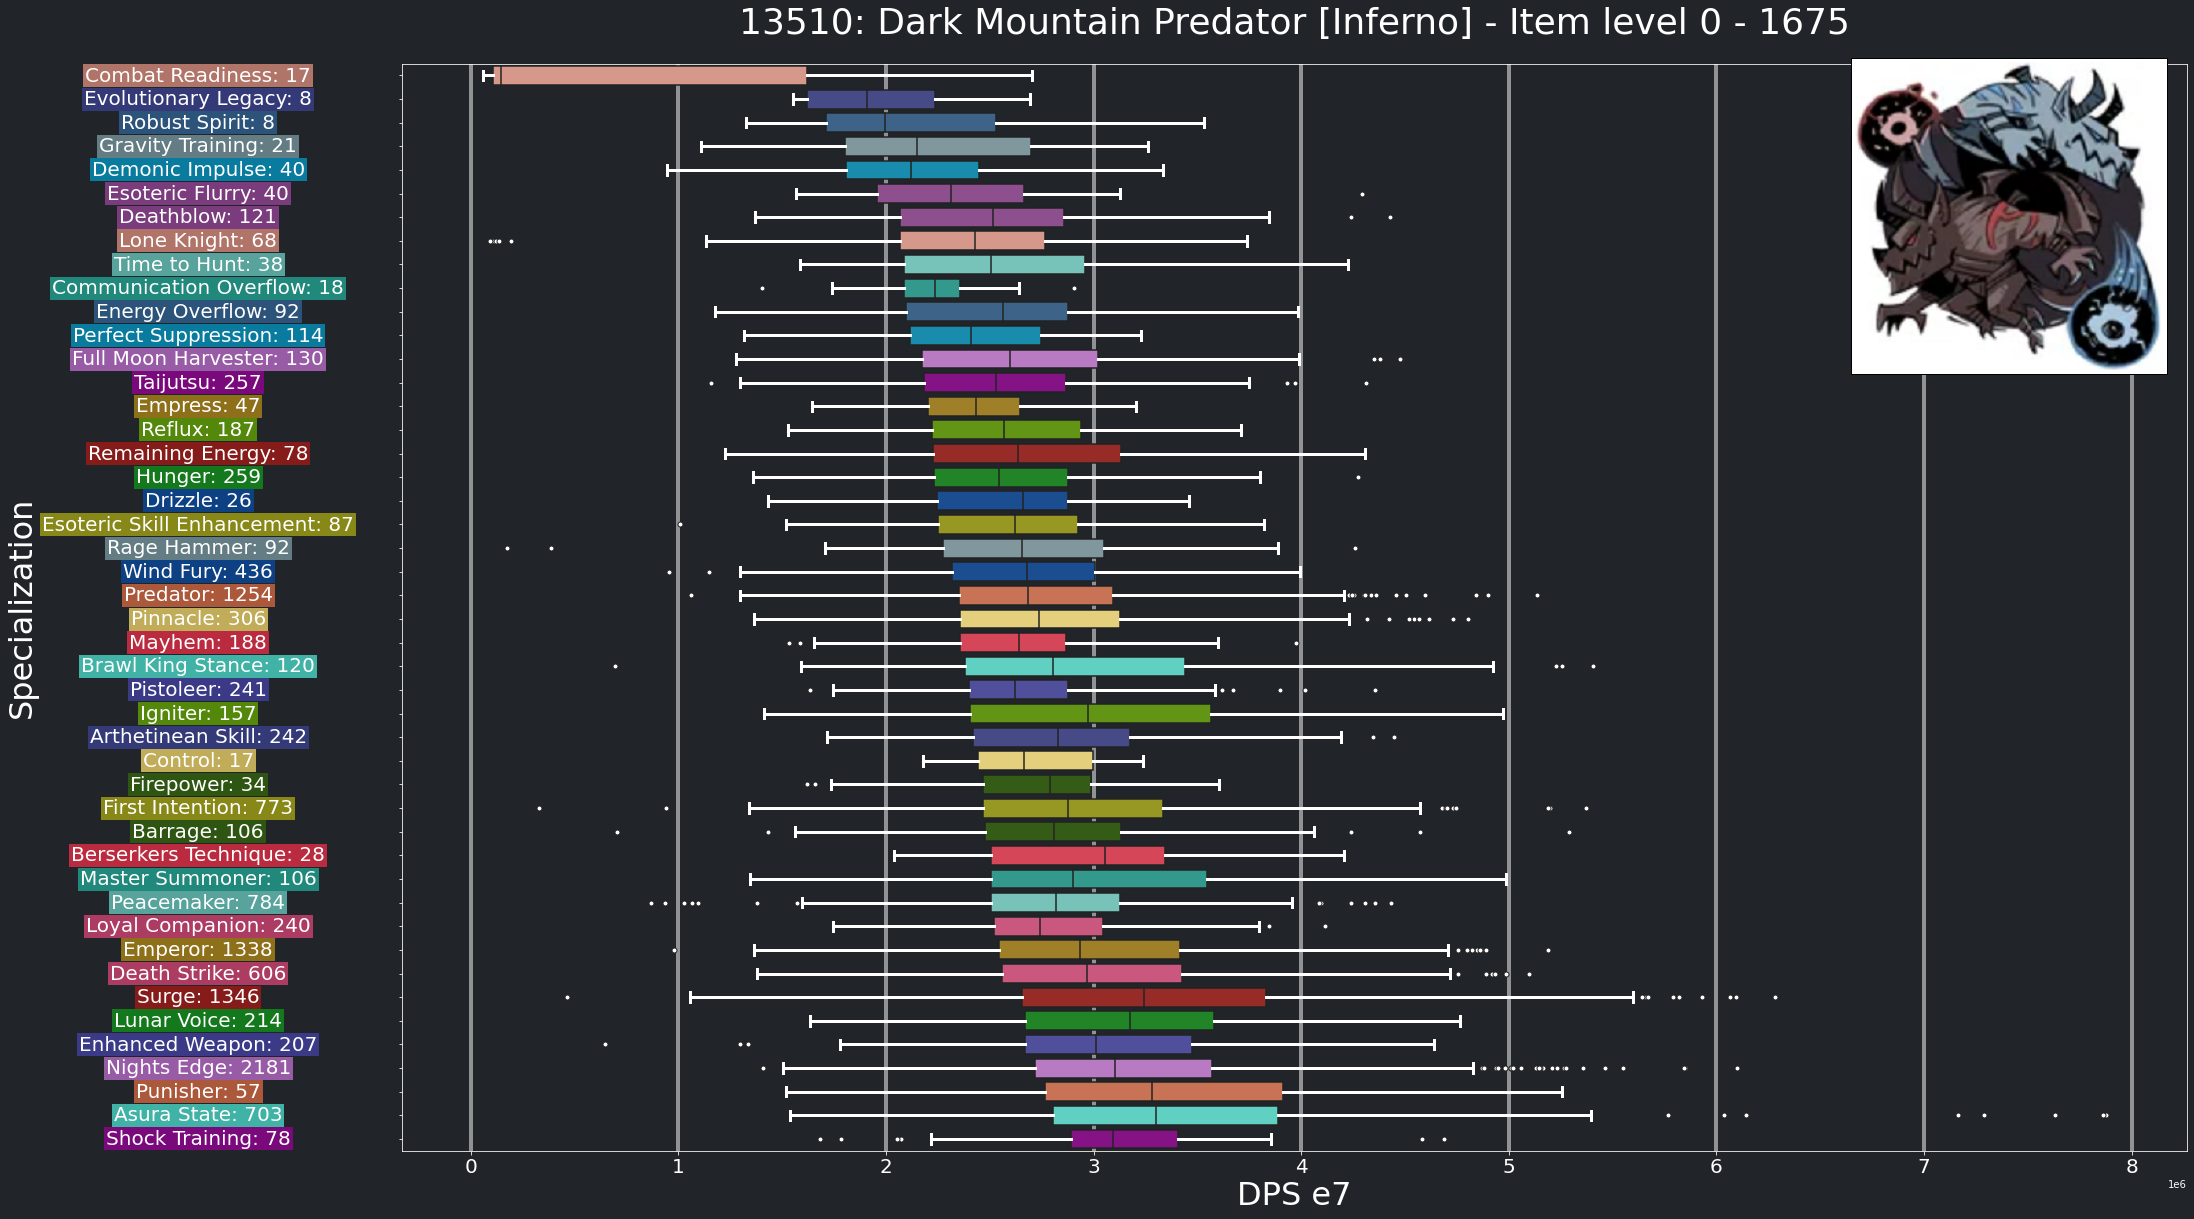 13510: Dark Mountain Predator [Inferno] - Item level 0 - 1675
Combat Readiness: 17
Evolutionary Legacy: 8
Robust Spirit: 8
Gravity Training: 21
Demonic Impulse: 40
Esoteric Flurry: 40
Deathblow: 121
Lone Knight: 68
Time to Hunt: 38
Communication Overflow: 18
Energy Overflow: 92
Perfect Suppression: 114
Full Moon Harvester: 130
Taijutsu: 257
Empress: 47
Reflux: 187
Remaining Energy: 78
Hunger: 259
Drizzle: 26
Esoteric Skill Enhancement: 87
Rage Hammer: 92
Wind Fury: 436
Predator: 1254
Pinnacle: 306
Mayhem: 188
Brawl King Stance: 120
Pistoleer: 241
Igniter: 157
Arthetinean Skill: 242
Control: 17
Firepower: 34
First Intention: 773
Barrage: 106
Berserkers Technique: 28
Master Summoner: 106
Peacemaker: 784
Loyal Companion: 240
Emperor: 1338
Death Strike: 606
Surge: 1346
Lunar Voice: 214
Enhanced Weapon: 207
Nights Edge: 2181
Punisher: 57
Asura State: 703
Shock Training: 78
Specialization
0 1 2 3 4 5 6 7 8
1e6
DPS e7